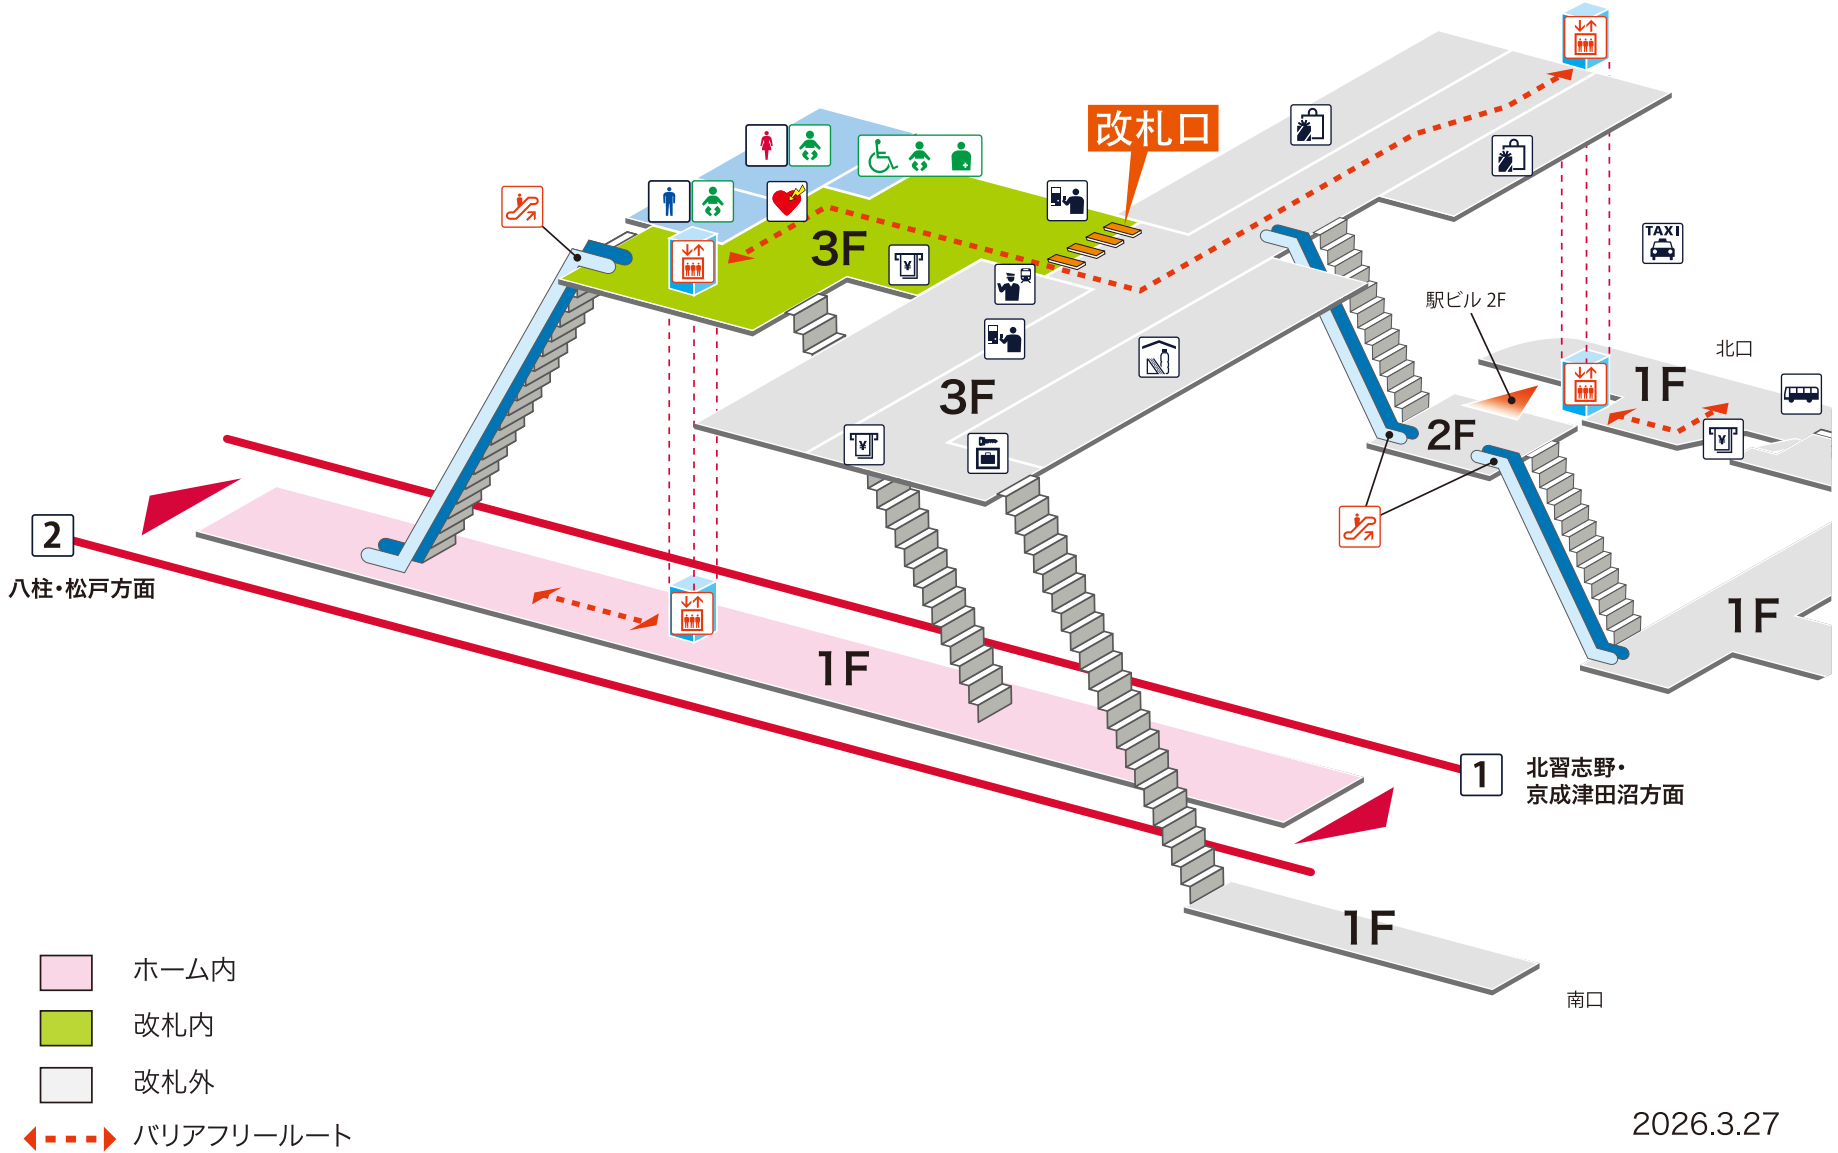 改札口
3F
TAXI
駅ビル 2F
北口
1F
3F
2F
2
八柱・松戸方面
1F
1F
1
北習志野・
京成津田沼方面
1F
南口
ホーム内
改札内
改札外
バリアフリールート
2026.3.27
¥
¥
¥